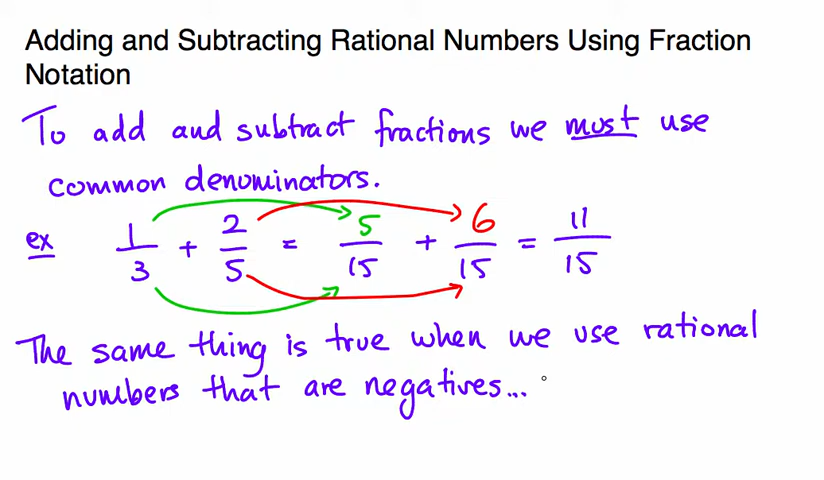 Adding and Subtracting Rational Numbers Using Fraction
Notation
To add and subtract fractions we must use
common denominators.
ex 1/3 + 2/5 = 5/15 + 6/15 = 11/15
The same thing is true when we use rational
numbers that are negatives...